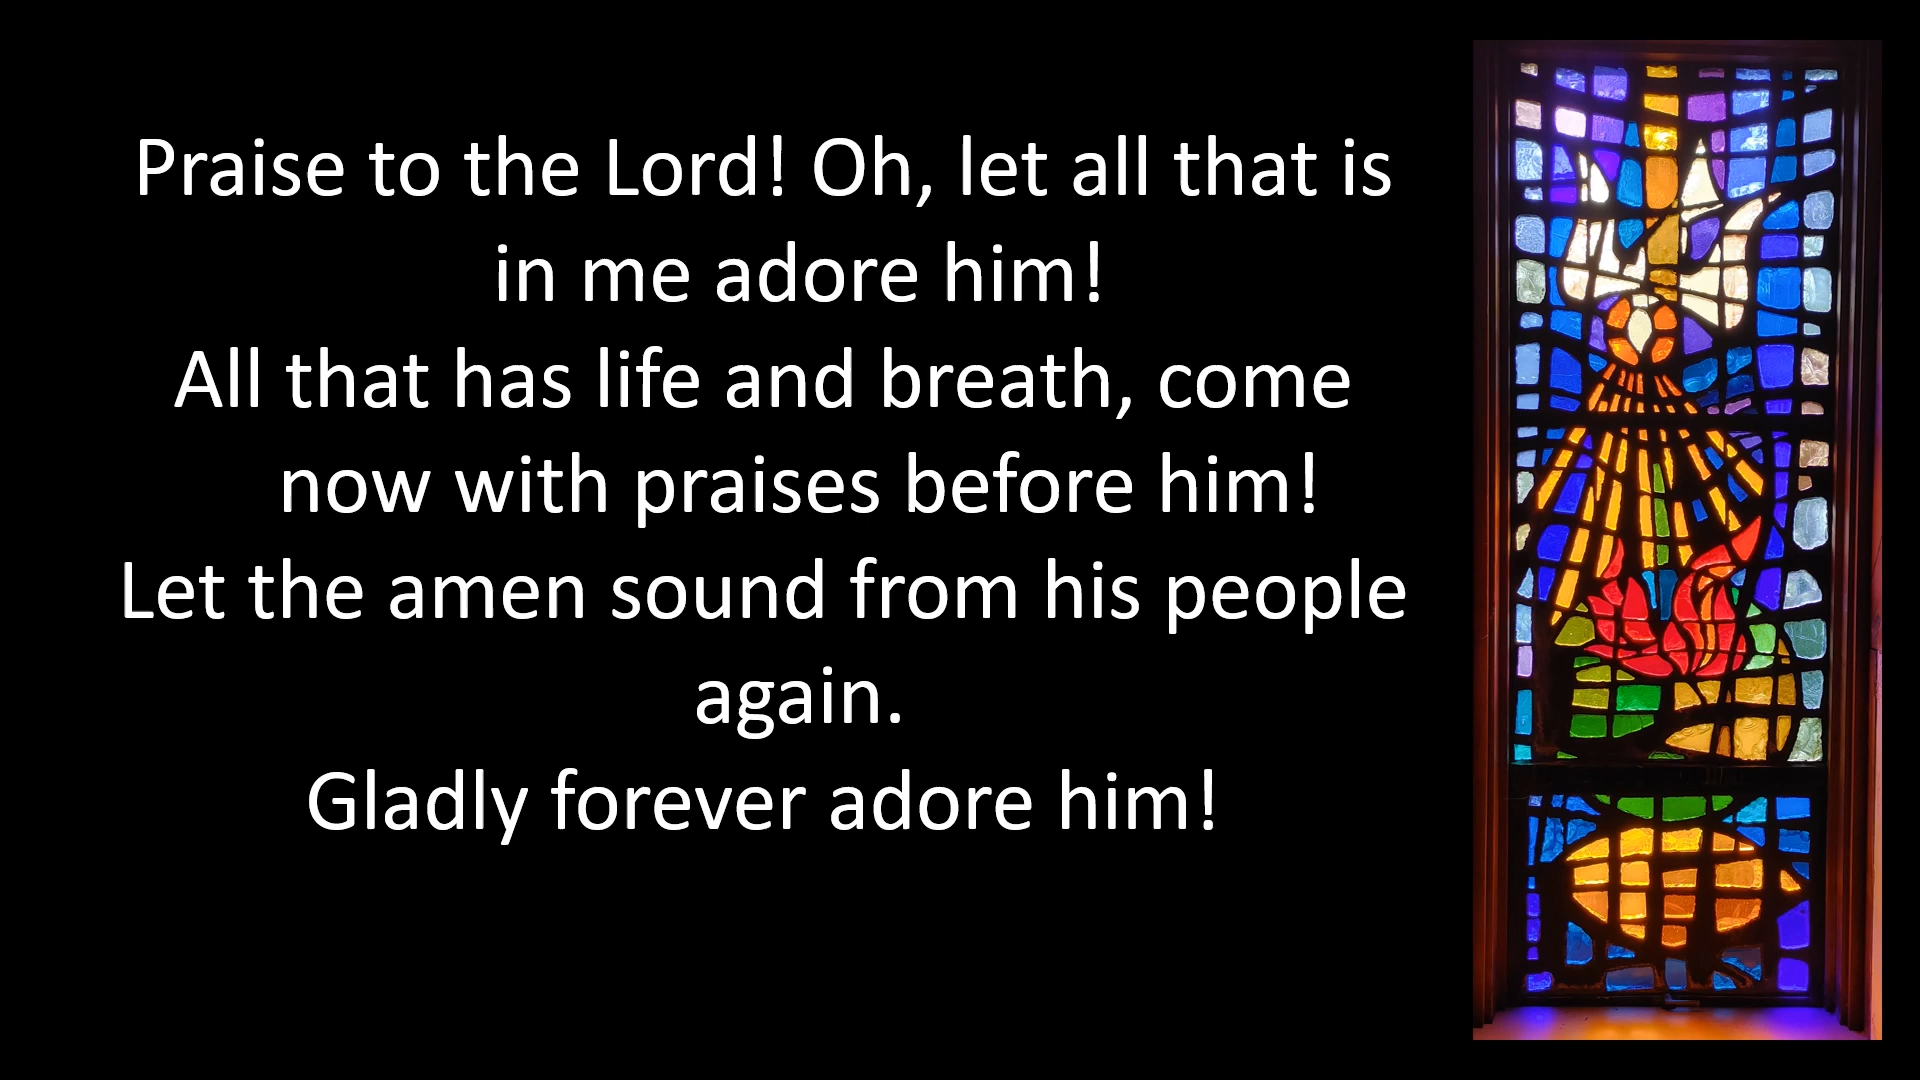 Praise to the Lord! Oh, let all that is
in me adore him!
All that has life and breath, come
now with praises before him!
Let the amen sound from his people
again.
Gladly forever adore him!